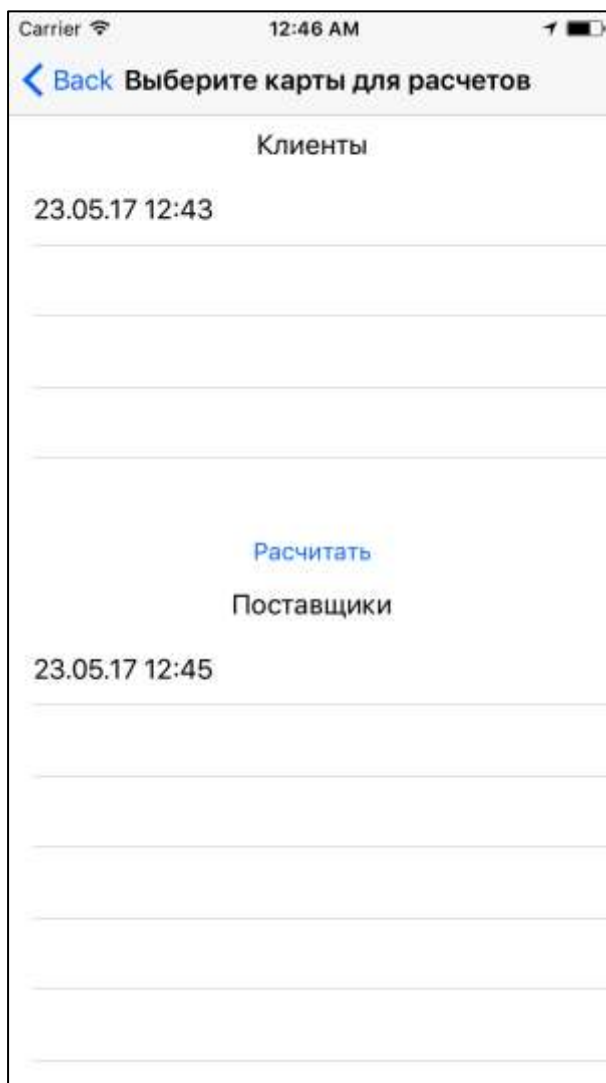 Carrier 12:46 AM
Back Выберите карты для расчетов
Клиенты
23.05.17 12:43
Расчитать
Поставщики
23.05.17 12:45